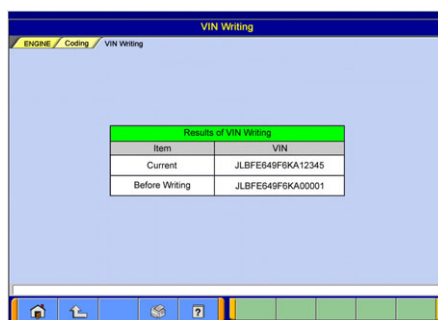 VIN Writing
ENGINE Coding VIN Writing
Results of VIN Writing
Item VIN
Current JLBFE649F6KA12345
Before Writing JLBFE649F6KA00001
?